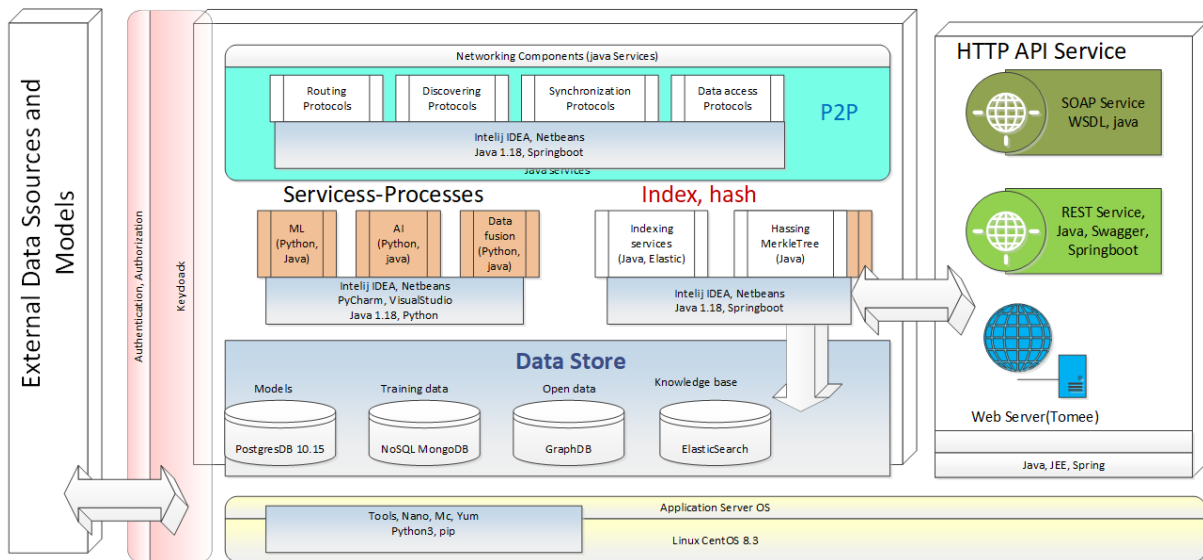 External Data Ssources and
Models
Authentication, Authorization
Keydoack
Networking Components (java Services)
Routing
Protocols
Discovering
Protocols
Synchronization
Protocols
Data access
Protocols
P2P
Intelij IDEA, Netbeans
Java 1.18, Springboot
Java Services
Servicess-Processes
Index, hash
ML
(Python,
Java)
AI
(Python,
java)
Data
fusion
(Python,
java)
Indexing
services
(Java, Elastic)
Hassing
MerkleTree
(Java)
Intelij IDEA, Netbeans
PyCharm, VisualStudio
Java 1.18, Python
Intelij IDEA, Netbeans
Java 1.18, Springboot
Data Store
Models
Training data
Open data
Knowledge base
PostgresDB 10.15
NoSQL MongoDB
GraphDB
ElasticSearch
Application Server OS
Tools, Nano, Mc, Yum
Python3, pip
Linux CentOS 8.3
HTTP API Service
SOAP Service
WSDL, java
REST Service,
Java, Swagger,
Springboot
Web Server(Tomee)
Java, JEE, Spring